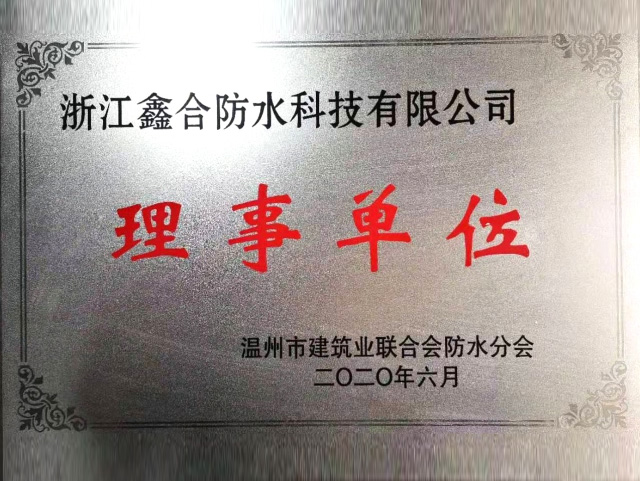 浙江鑫合防水科技有限公司
理事单位
温州市建筑业联合会防水分会
二〇二〇年六月